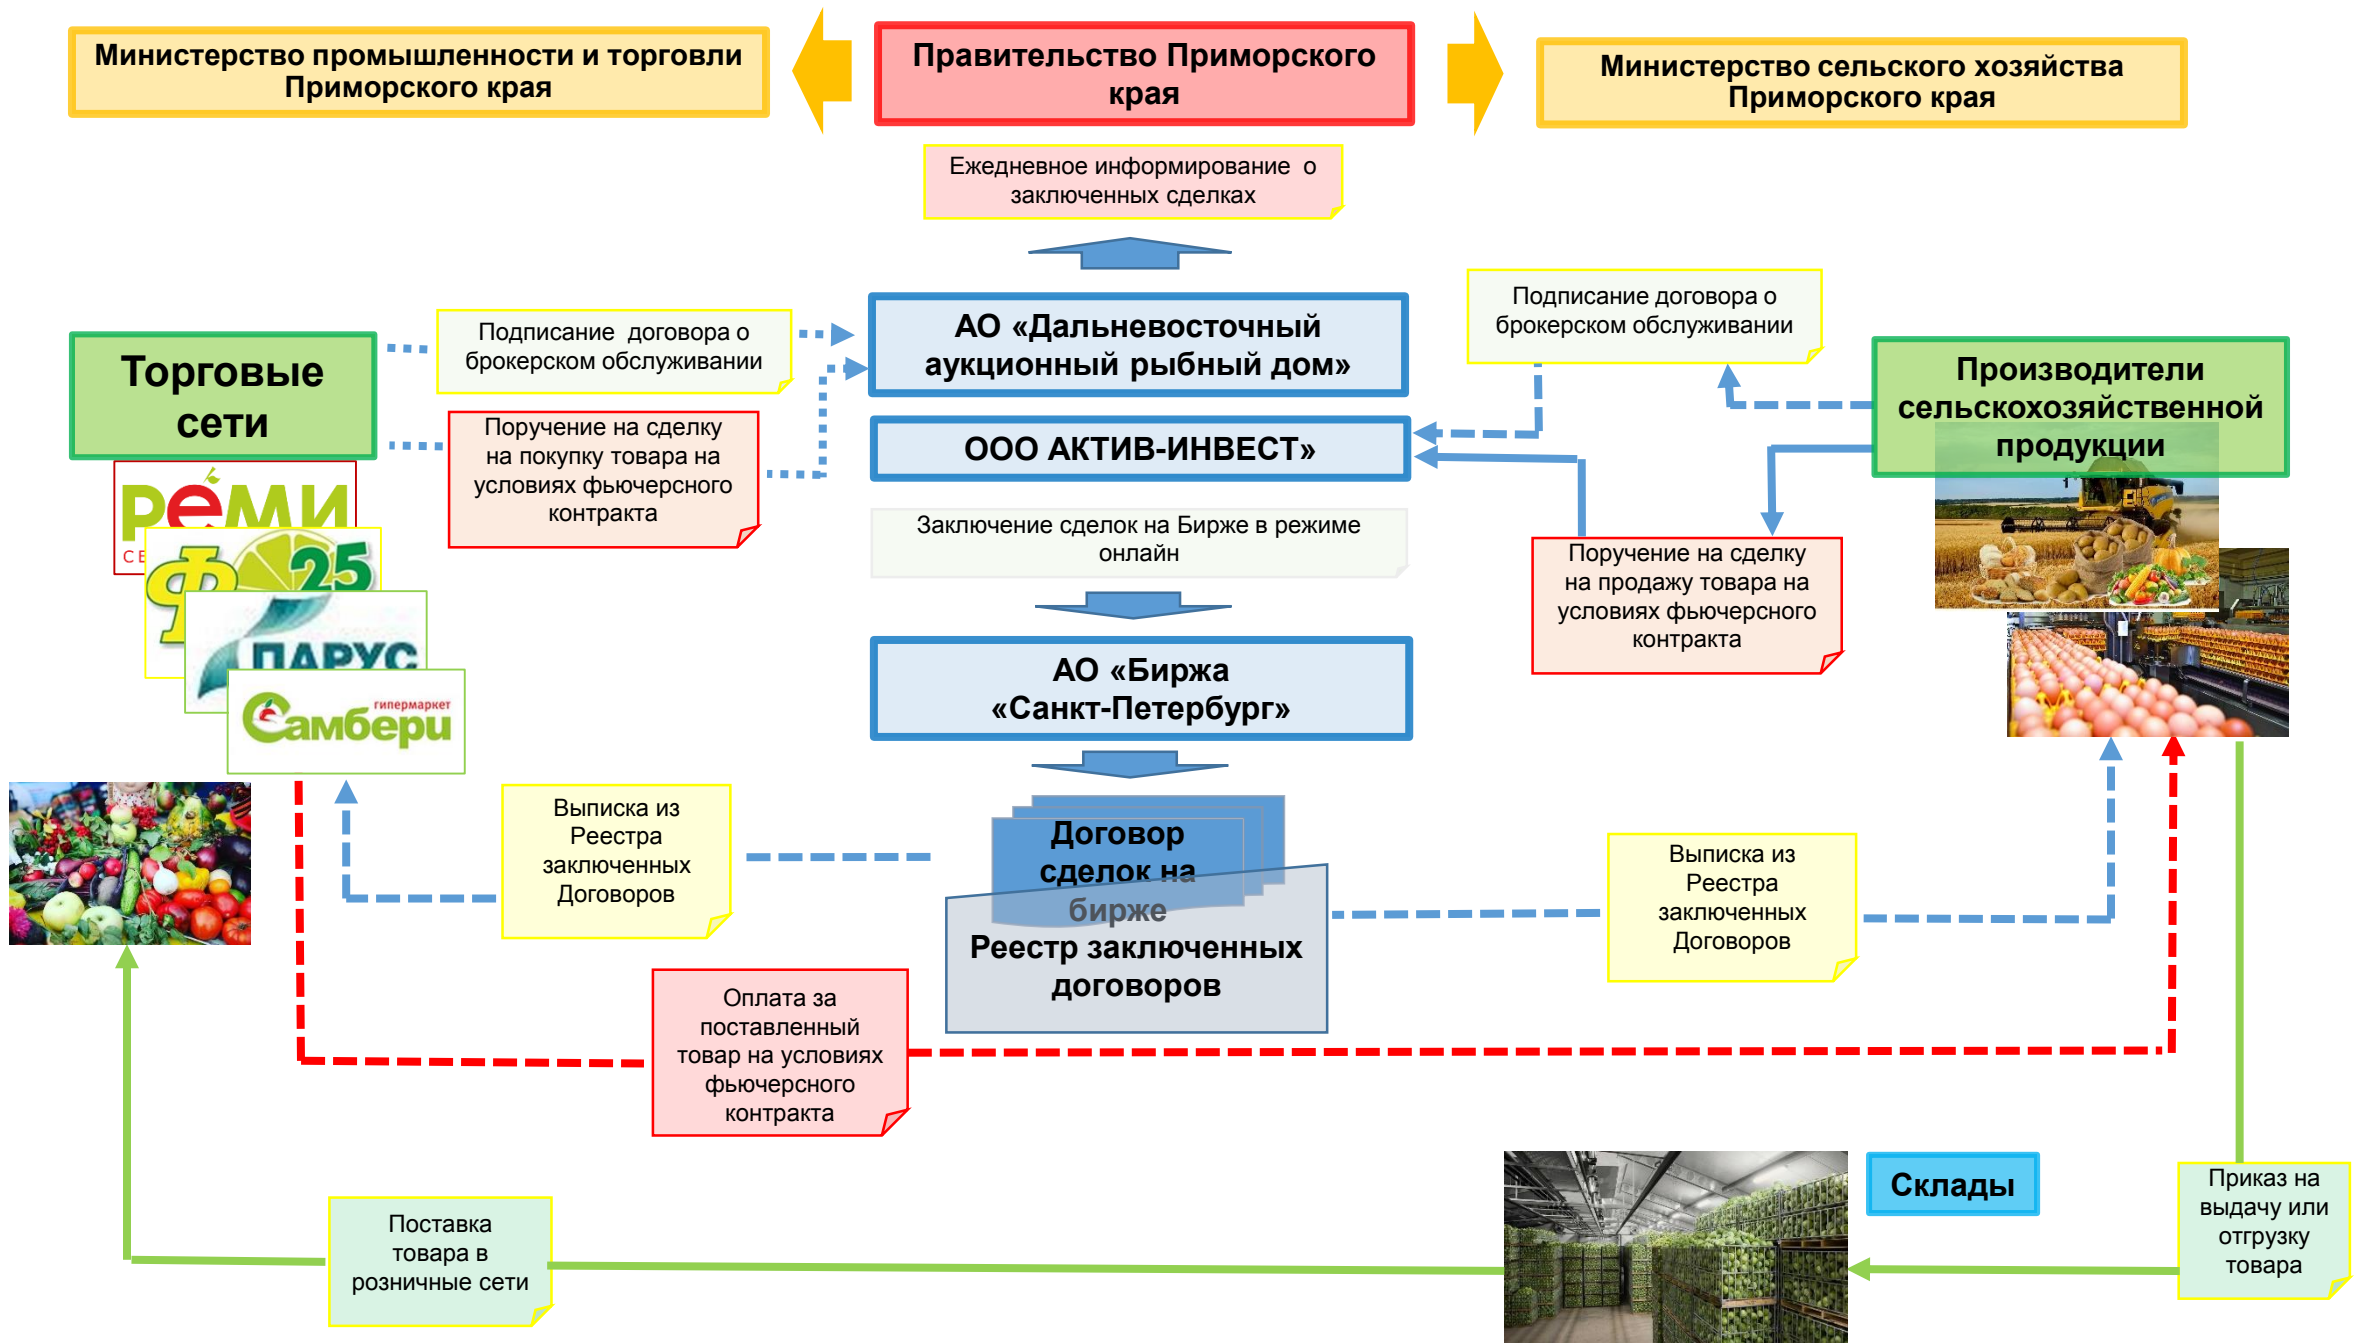 Министерство промышленности и торговли
Приморского края
Правительство Приморского
края
Министерство сельского хозяйства
Приморского края
Ежедневное информирование о
заключенных сделках
Торговые
сети
Подписание договора о
брокерском обслуживании
Поручение на сделку
на покупку товара на
условиях фьючерсного
контракта
АО «Дальневосточный
аукционный рыбный дом»
ООО АКТИВ-ИНВЕСТ»
Заключение сделок на Бирже в режиме
онлайн
АО «Биржа
«Санкт-Петербург»
Подписание договора о
брокерском обслуживании
Поручение на сделку
на продажу товара на
условиях фьючерсного
контракта
Производители
сельскохозяйственной
продукции
РЕМИ
Ф 25
ПАРУС
гипермаркет
Самбери
Выписка из
Реестра
заключенных
Договоров
Договор
сделок на
бирже
Реестр заключенных
договоров
Выписка из
Реестра
заключенных
Договоров
Оплата за
поставленный
товар на условиях
фьючерсного
контракта
Поставка
товара в
розничные сети
Склады
Приказ на
выдачу или
отгрузку
товара